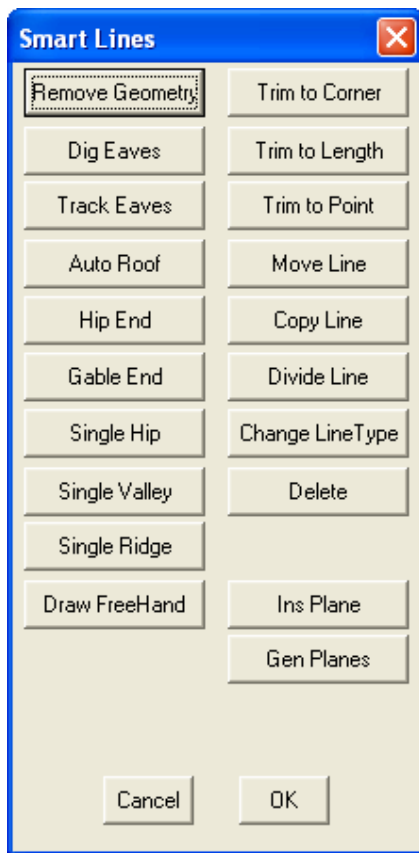 Smart Lines
Remove Geometry
Trim to Corner
Dig Eaves
Trim to Length
Track Eaves
Trim to Point
Auto Roof
Move Line
Hip End
Copy Line
Gable End
Divide Line
Single Hip
Change LineType
Single Valley
Delete
Single Ridge
Draw FreeHand
Ins Plane
Gen Planes
Cancel
OK